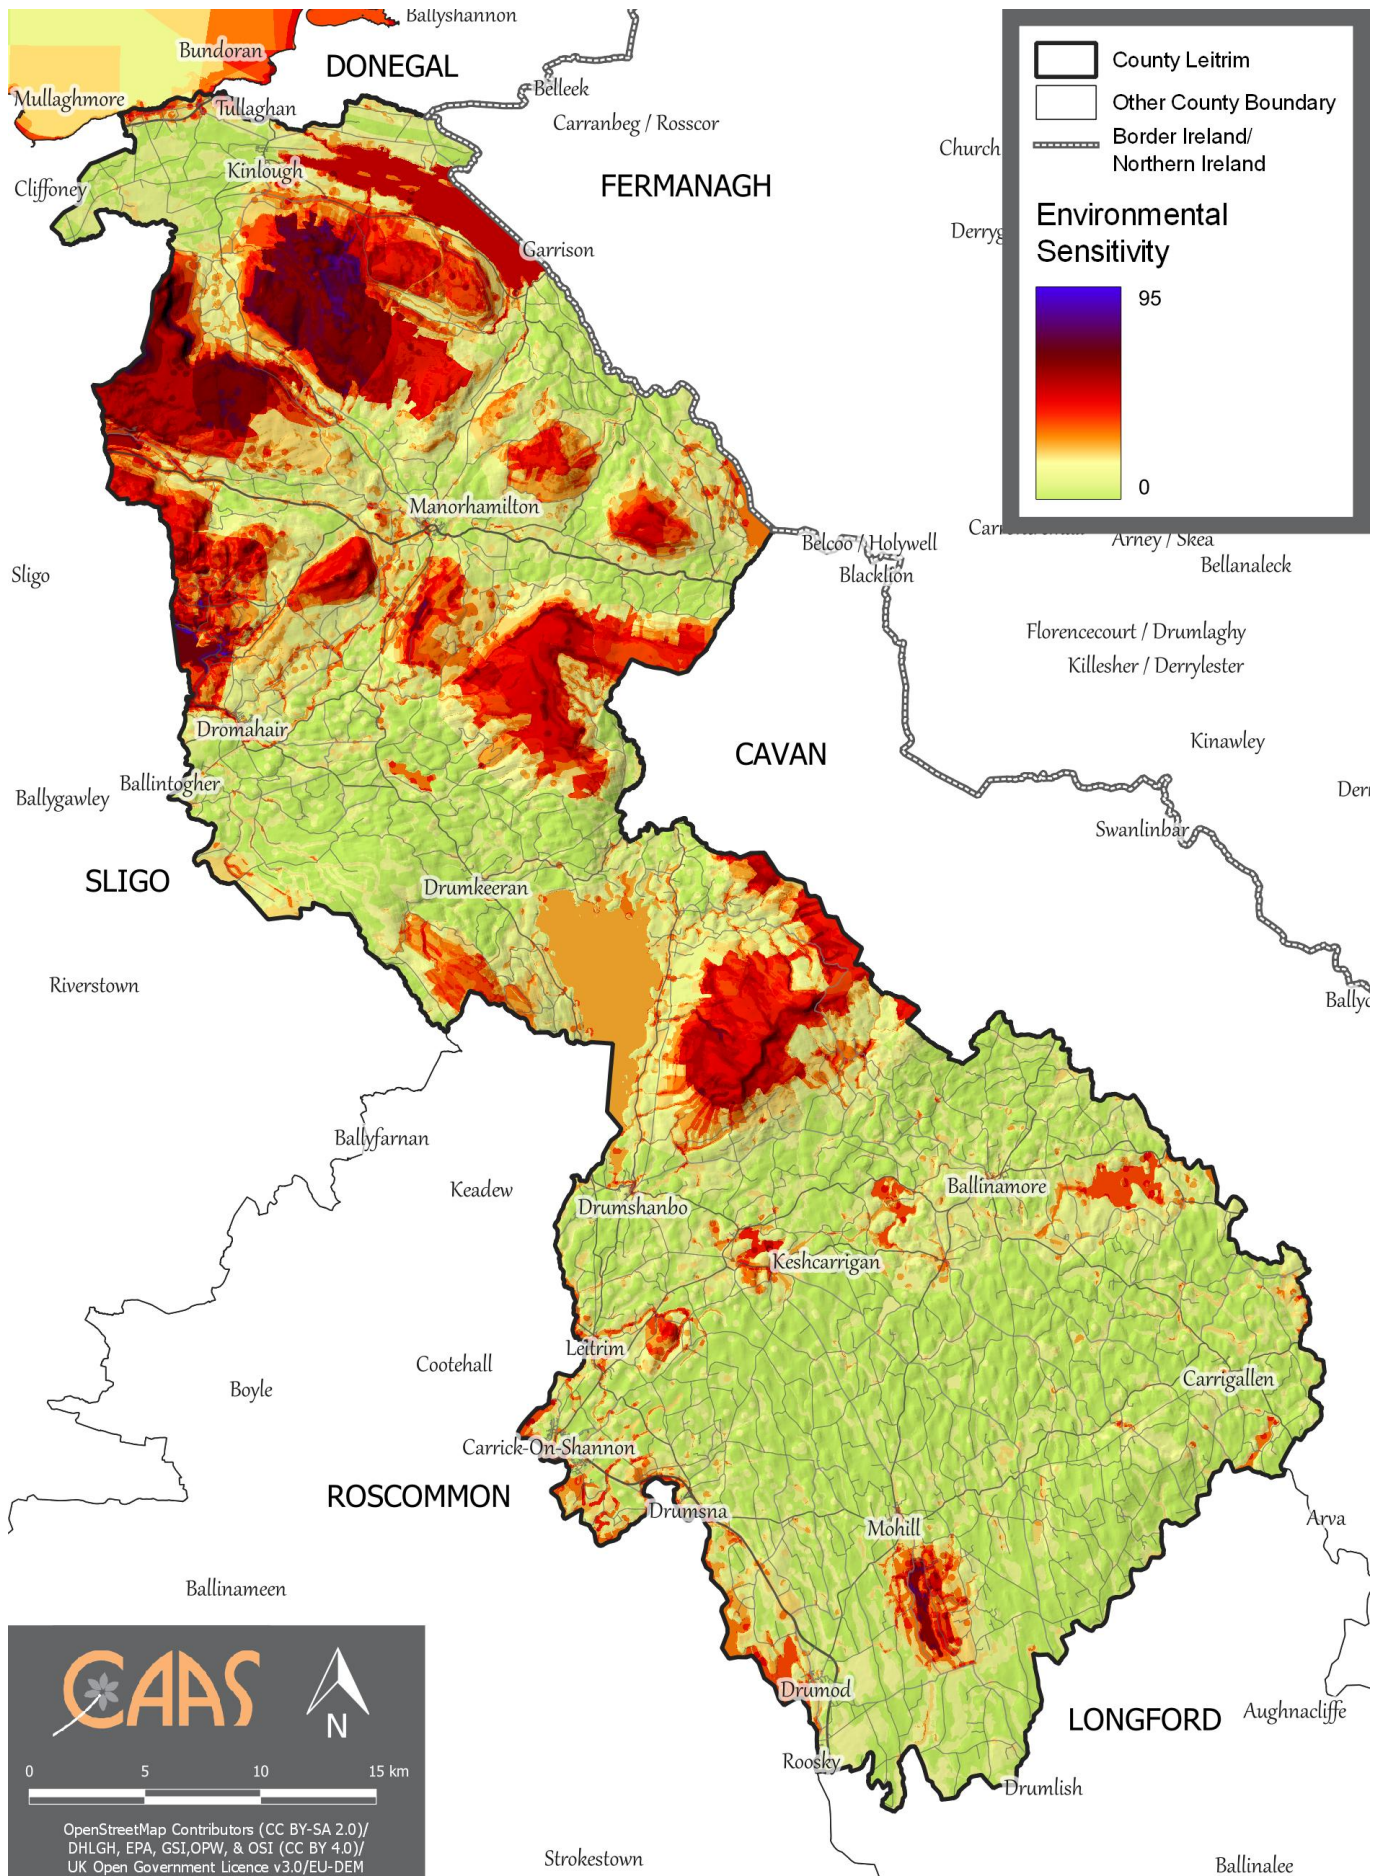 Ballyshannon
Bundoran
DONEGAL
Mullaghmore
Tullaghan
Belleek
Carranbeg / Rosscor
Kinlough
Cliffoney
FERMANAGH
Garrison
Church
Derryg
County Leitrim
Other County Boundary
Border Ireland/
Northern Ireland
Environmental
Sensitivity
95
0
Manorhamilton
Belcoo / Holywell
Arney / Skea
Blacklion
Bellanaleck
Sligo
Florencecourt / Drumlaghy
Killesher / Derrylester
Dromahair
CAVAN
Kinawley
Ballintogher
Ballygawley
Derr
Swanlinbar
SLIGO
Drumkeeran
Riverstown
Ballyc
Ballyfarnan
Keadew
Drumshanbo
Ballinamore
Keshcarrigan
Leitrim
Cootehall
Boyle
Carrigallen
Carrick-On-Shannon
ROSCOMMON
Drumsna
Mohill
Arva
Ballinameen
Drumod
LONGFORD
Aughnacliffe
Roosky
Drumlish
Strokestown
Ballinalee
CAAS
N
0 5 10 15 km
OpenStreetMap Contributors (CC BY-SA 2.0)/
DHLGH, EPA, GSI,OPW, & OSI (CC BY 4.0)/
UK Open Government Licence v3.0/EU-DEM